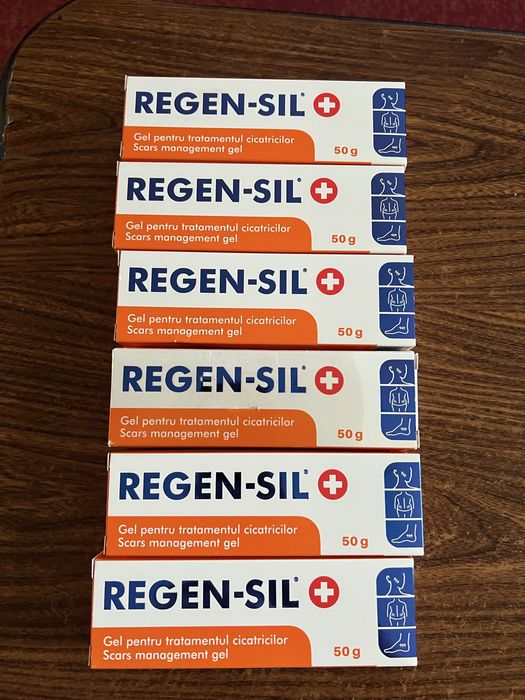 REGEN-SIL®
Gel pentru tratamentul cicatricilor
Scars management gel
50 g
REGEN-SIL®
Gel pentru tratamentul cicatricilor
Scars management gel
50 g
REGEN-SIL®
Gel pentru tratamentul cicatricilor
Scars management gel
50 g
REGEN-SIL®
Gel pentru tratamentul cicatricilor
Scars management gel
50 g
REGEN-SIL®
Gel pentru tratamentul cicatricilor
Scars management gel
50 g
REGEN-SIL®
Gel pentru tratamentul cicatricilor
Scars management gel
50 g